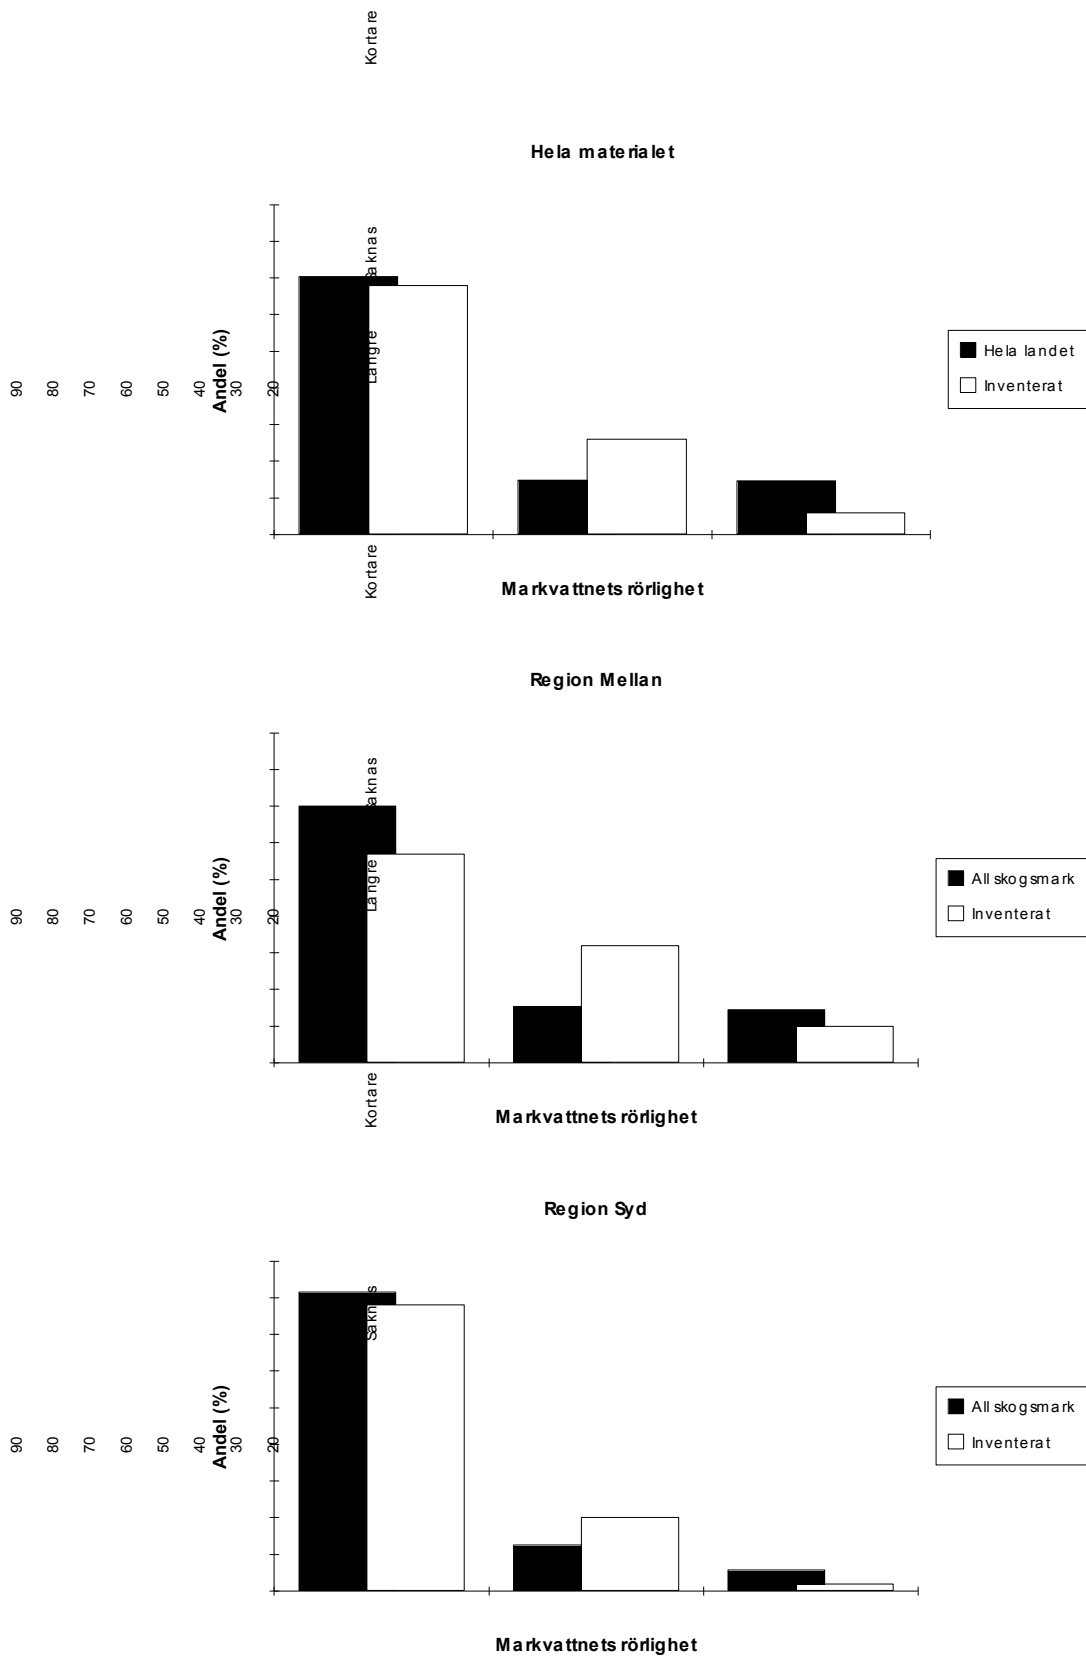 Kortare
Hela materialet
Saknas
Längre
Andel (%)
90 80 70 60 50 40 30 20
Hela landet
Inventerat
Kortare
Markvattnets rörlighet
Region Mellan
Saknas
Längre
Andel (%)
90 80 70 60 50 40 30 20
All skogsmark
Inventerat
Kortare
Markvattnets rörlighet
Region Syd
Saknas
Andel (%)
90 80 70 60 50 40 30 20
All skogsmark
Inventerat
Markvattnets rörlighet